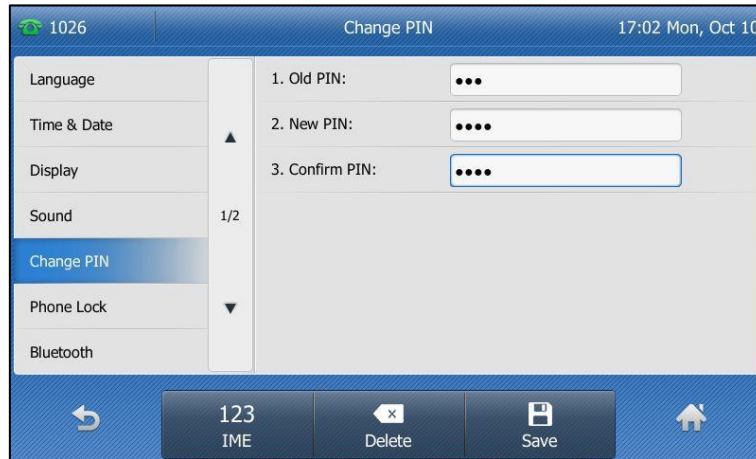 1026 Change PIN 17:02 Mon, Oct 10
Language
Time & Date
Display
Sound
Change PIN
Phone Lock
Bluetooth
1/2
1. Old PIN: •••
2. New PIN: ••••
3. Confirm PIN: ••••
123
IME
Delete
Save